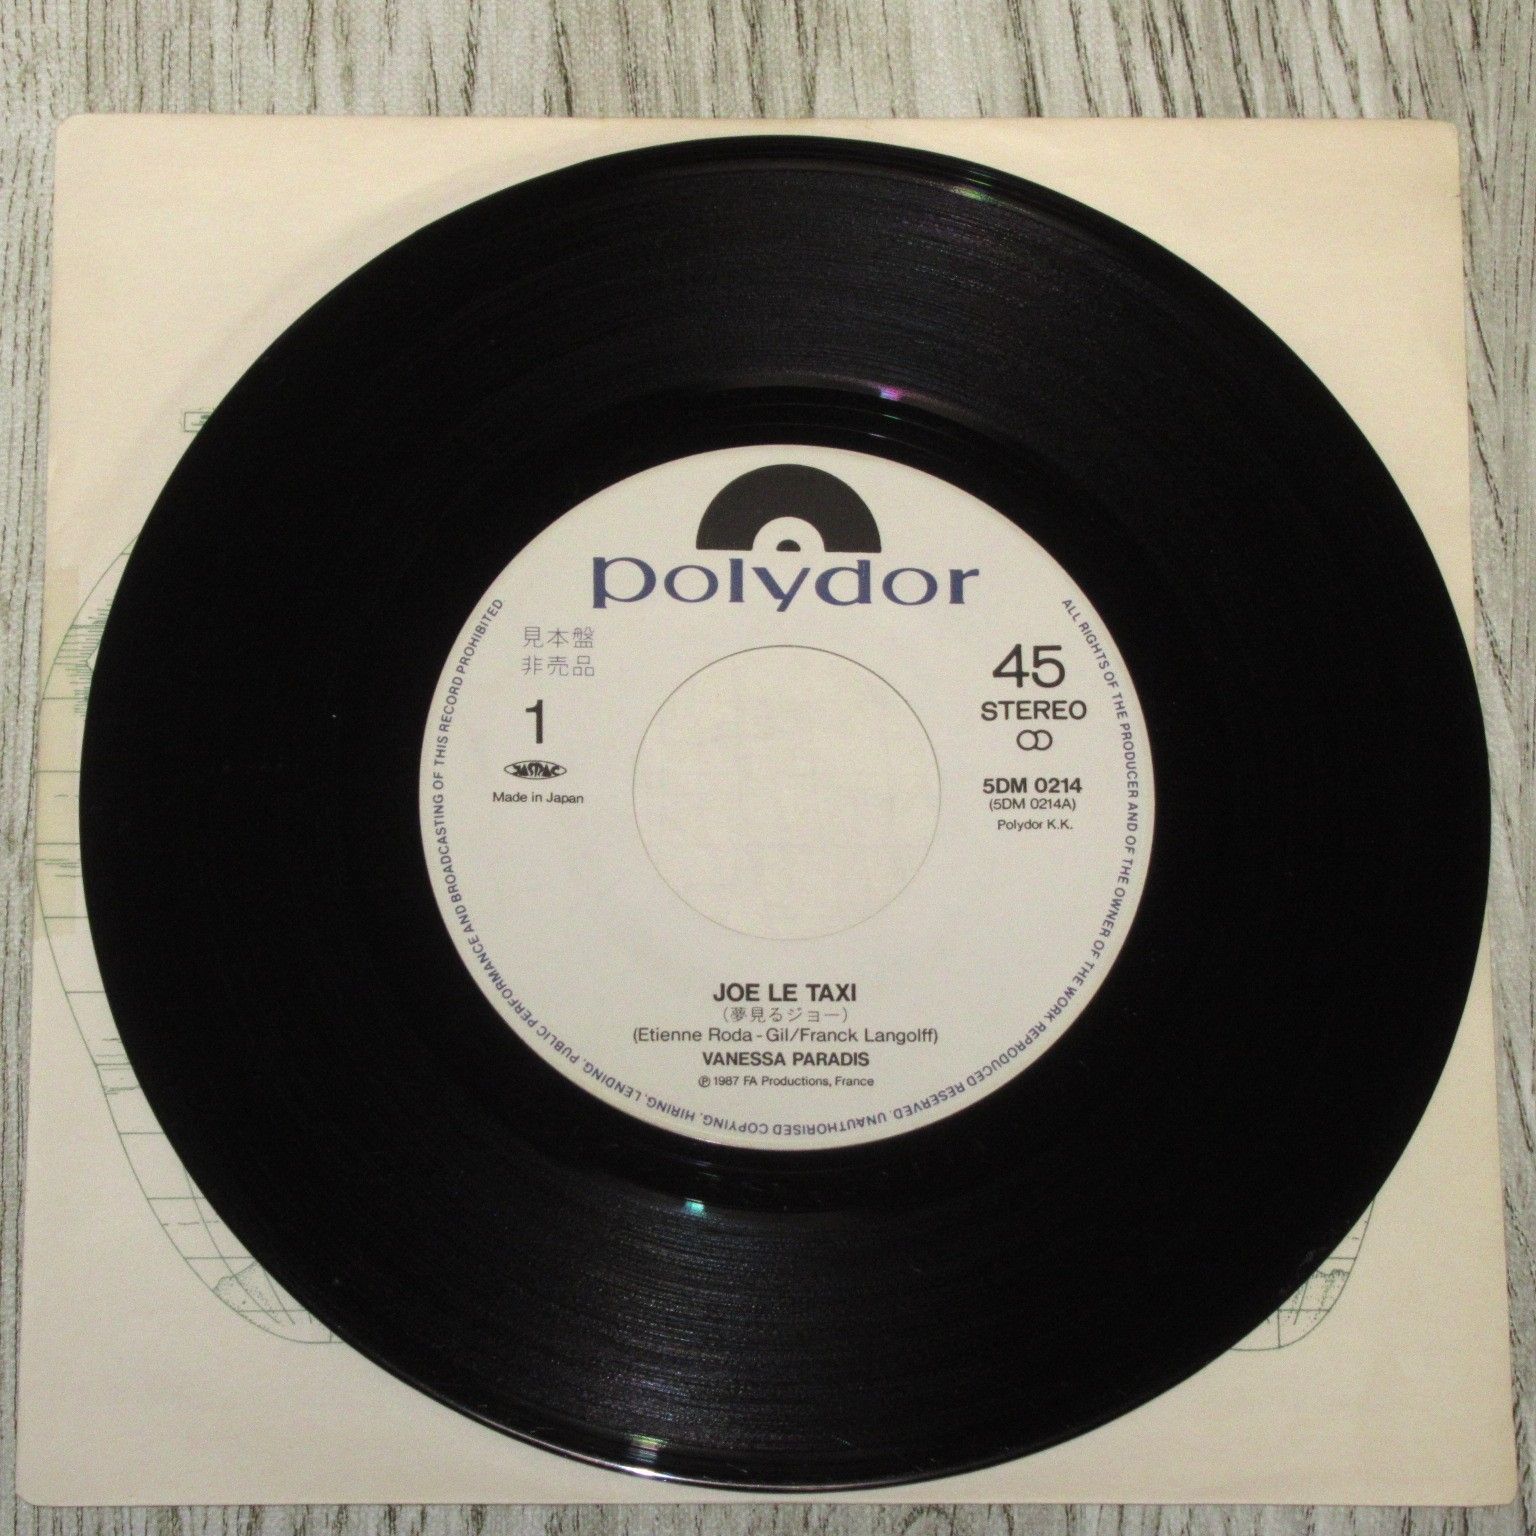 polydor
見本盤
非売品
1
JASRAC
Made in Japan
45
STEREO
5DM 0214
(5DM 0214A)
Polydor K.K.
JOE LE TAXI
(夢見るジョー)
(Etienne Roda-Gil/Franck Langolff)
VANESSA PARADIS
℗ 1987 FA Productions, France
ALL RIGHTS OF THE PRODUCER AND OF THE OWNER OF THE WORK REPRODUCED RESERVED. UNAUTHORISED COPYING. HIRING. LENDING. PUBLIC PERFORMANCE AND BROADCASTING OF THIS RECORD PROHIBITED